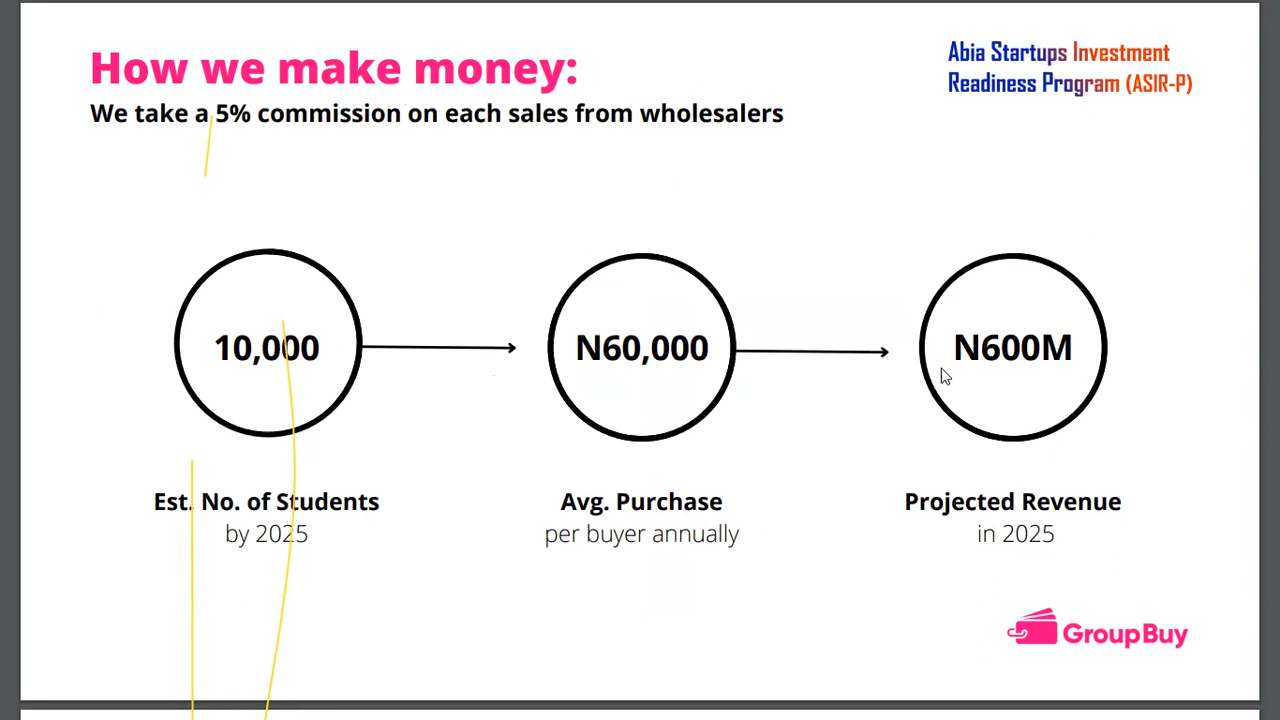 How we make money:
We take a 5% commission on each sales from wholesalers
Abia Startups Investment
Readiness Program (ASIR-P)
10,000
N60,000
N600M
Est. No. of Students
by 2025
Avg. Purchase
per buyer annually
Projected Revenue
in 2025
GroupBuy